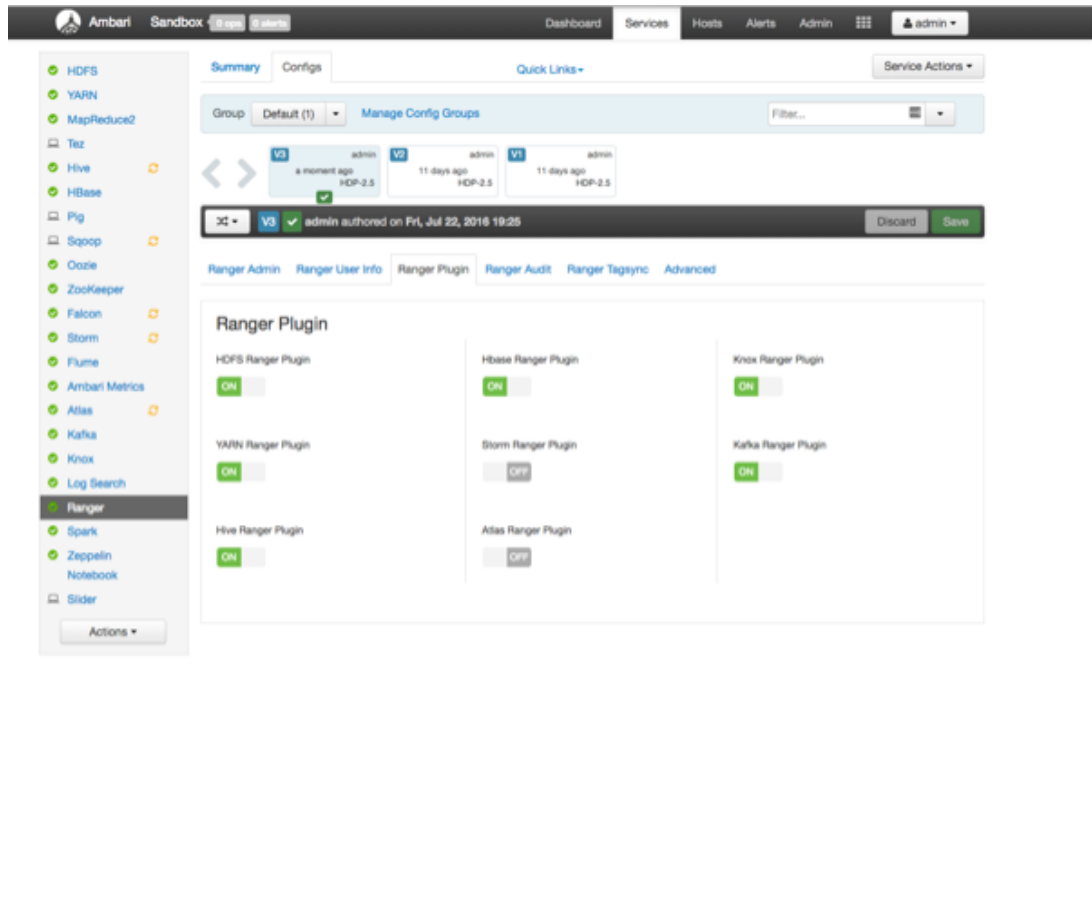 Ambari Sandbox 0 ops 0 alerts Dashboard Services Hosts Alerts Admin admin
HDFS
YARN
MapReduce2
Tez
Hive
HBase
Pig
Sqoop
Oozie
ZooKeeper
Falcon
Storm
Flume
Ambari Metrics
Atlas
Kafka
Knox
Log Search
Ranger
Spark
Zeppelin
Notebook
Slider
Actions
Summary Configs Quick Links Service Actions
Group Default (1) Manage Config Groups Filter...
V3 admin
a moment ago
HDP-2.5
V2 admin
11 days ago
HDP-2.5
V1 admin
11 days ago
HDP-2.5
V3 admin authored on Fri, Jul 22, 2016 19:25 Discard Save
Ranger Admin Ranger User Info Ranger Plugin Ranger Audit Ranger Tagsync Advanced
Ranger Plugin
HDFS Ranger Plugin Hbase Ranger Plugin Knox Ranger Plugin
ON ON ON
YARN Ranger Plugin Storm Ranger Plugin Kafka Ranger Plugin
ON OFF ON
Hive Ranger Plugin Atlas Ranger Plugin
ON OFF